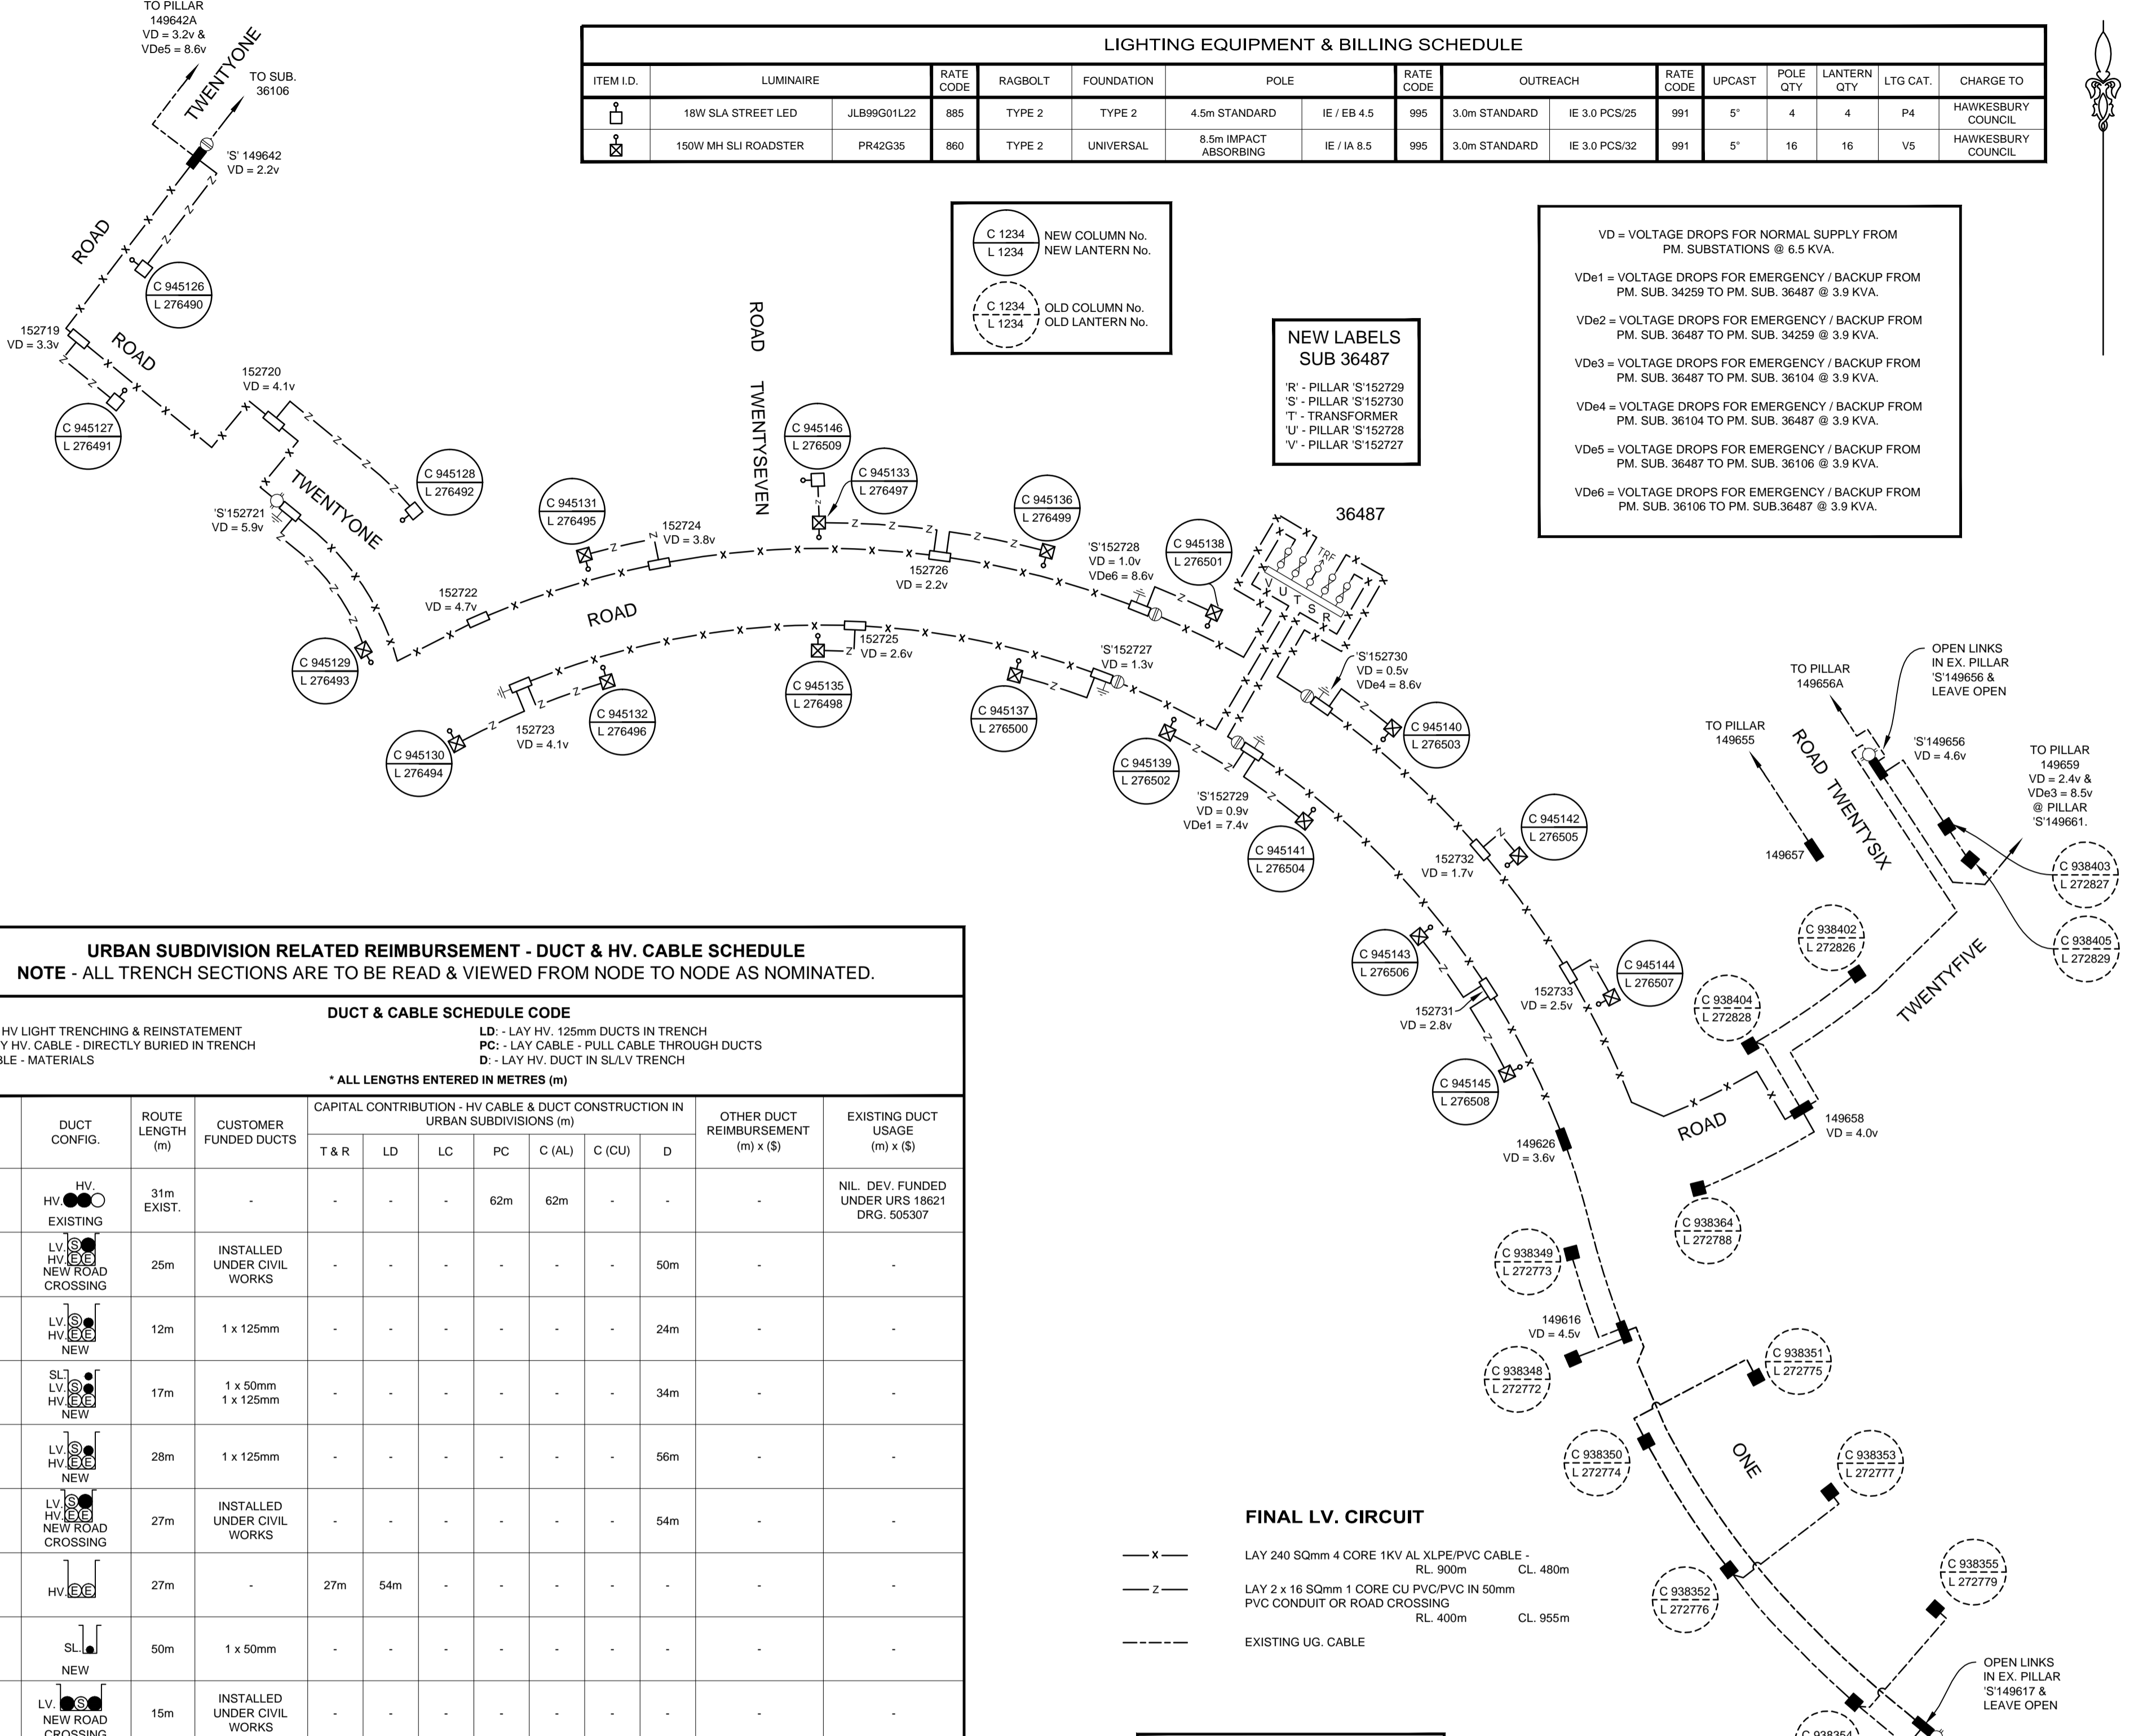 TO PILLAR
149642A
VD = 3.2v &
VDe5 = 8.6v
TWENTYONE
TO SUB.
36106
'S' 149642
VD = 2.2v
ROAD
C 945126
L 276490
152719
VD = 3.3v
ROAD
C 945127
L 276491
152720
VD = 4.1v
C 945128
L 276492
TWENTYONE
'S'152721
VD = 5.9v
C 945129
L 276493
LIGHTING EQUIPMENT & BILLING SCHEDULE
ITEM I.D. LUMINAIRE RATE CODE RAGBOLT FOUNDATION POLE RATE CODE OUTREACH RATE CODE UPCAST POLE QTY LANTERN QTY LTG CAT. CHARGE TO
18W SLA STREET LED JLB99G01L22 885 TYPE 2 TYPE 2 4.5m STANDARD IE / EB 4.5 995 3.0m STANDARD IE 3.0 PCS/25 991 5° 4 4 P4 HAWKESBURY COUNCIL
150W MH SLI ROADSTER PR42G35 860 TYPE 2 UNIVERSAL 8.5m IMPACT ABSORBING IE / IA 8.5 995 3.0m STANDARD IE 3.0 PCS/32 991 5° 16 16 V5 HAWKESBURY COUNCIL
C 1234
L 1234
NEW COLUMN No.
NEW LANTERN No.
C 1234
L 1234
OLD COLUMN No.
OLD LANTERN No.
NEW LABELS
SUB 36487
'R' - PILLAR 'S'152729
'S' - PILLAR 'S'152730
'T' - TRANSFORMER
'U' - PILLAR 'S'152728
'V' - PILLAR 'S'152727
VD = VOLTAGE DROPS FOR NORMAL SUPPLY FROM
PM. SUBSTATIONS @ 6.5 KVA.
VDe1 = VOLTAGE DROPS FOR EMERGENCY / BACKUP FROM
PM. SUB. 34259 TO PM. SUB. 36487 @ 3.9 KVA.
VDe2 = VOLTAGE DROPS FOR EMERGENCY / BACKUP FROM
PM. SUB. 36487 TO PM. SUB. 34259 @ 3.9 KVA.
VDe3 = VOLTAGE DROPS FOR EMERGENCY / BACKUP FROM
PM. SUB. 36487 TO PM. SUB. 36104 @ 3.9 KVA.
VDe4 = VOLTAGE DROPS FOR EMERGENCY / BACKUP FROM
PM. SUB. 36104 TO PM. SUB. 36487 @ 3.9 KVA.
VDe5 = VOLTAGE DROPS FOR EMERGENCY / BACKUP FROM
PM. SUB. 36487 TO PM. SUB. 36106 @ 3.9 KVA.
VDe6 = VOLTAGE DROPS FOR EMERGENCY / BACKUP FROM
PM. SUB. 36106 TO PM. SUB.36487 @ 3.9 KVA.
ROAD TWENTYSEVEN
C 945146
L 276509
C 945133
L 276497
C 945131
L 276495
152724
VD = 3.8v
C 945136
L 276499
152726
VD = 2.2v
152722
VD = 4.7v
ROAD
'S'152728
VD = 1.0v
VDe6 = 8.6v
C 945138
L 276501
36487
TRF
V U T S R
152725
VD = 2.6v
C 945135
L 276498
C 945132
L 276496
152723
VD = 4.1v
C 945130
L 276494
C 945137
L 276500
'S'152727
VD = 1.3v
'S'152730
VD = 0.5v
VDe4 = 8.6v
C 945140
L 276503
C 945139
L 276502
'S'152729
VD = 0.9v
VDe1 = 7.4v
C 945141
L 276504
C 945142
L 276505
152732
VD = 1.7v
C 945143
L 276506
152731
VD = 2.8v
152733
VD = 2.5v
C 945144
L 276507
C 945145
L 276508
TO PILLAR
149656A
OPEN LINKS
IN EX. PILLAR
'S'149656 &
LEAVE OPEN
TO PILLAR
149655
ROAD TWENTYSIX
'S'149656
VD = 4.6v
TO PILLAR
149659
VD = 2.4v &
VDe3 = 8.5v
@ PILLAR
'S'149661.
149657
C 938403
L 272827
C 938402
L 272826
C 938405
L 272829
C 938404
L 272828
TWENTYFIVE
ROAD
149658
VD = 4.0v
149626
VD = 3.6v
C 938364
L 272788
C 938349
L 272773
149616
VD = 4.5v
C 938348
L 272772
C 938351
L 272775
C 938350
L 272774
ONE
C 938353
L 272777
C 938352
L 272776
C 938355
L 272779
OPEN LINKS
IN EX. PILLAR
'S'149617 &
LEAVE OPEN
C 938354
URBAN SUBDIVISION RELATED REIMBURSEMENT - DUCT & HV. CABLE SCHEDULE
NOTE - ALL TRENCH SECTIONS ARE TO BE READ & VIEWED FROM NODE TO NODE AS NOMINATED.
DUCT & CABLE SCHEDULE CODE
HV LIGHT TRENCHING & REINSTATEMENT LD: - LAY HV. 125mm DUCTS IN TRENCH
Y HV. CABLE - DIRECTLY BURIED IN TRENCH PC: - LAY CABLE - PULL CABLE THROUGH DUCTS
BLE - MATERIALS D: - LAY HV. DUCT IN SL/LV TRENCH
* ALL LENGTHS ENTERED IN METRES (m)
DUCT CONFIG. ROUTE LENGTH (m) CUSTOMER FUNDED DUCTS CAPITAL CONTRIBUTION - HV CABLE & DUCT CONSTRUCTION IN URBAN SUBDIVISIONS (m) OTHER DUCT REIMBURSEMENT (m) x ($) EXISTING DUCT USAGE (m) x ($)
T & R LD LC PC C (AL) C (CU) D
HV. HV. EXISTING 31m EXIST. - - - - 62m 62m - - - NIL. DEV. FUNDED UNDER URS 18621 DRG. 505307
LV. S HV. E E NEW ROAD CROSSING 25m INSTALLED UNDER CIVIL WORKS - - - - - - 50m - -
LV. S HV. E E NEW 12m 1 x 125mm - - - - - - 24m - -
SL. LV. S HV. E E NEW 17m 1 x 50mm 1 x 125mm - - - - - - 34m - -
LV. S HV. E E NEW 28m 1 x 125mm - - - - - - 56m - -
LV. S HV. E E NEW ROAD CROSSING 27m INSTALLED UNDER CIVIL WORKS - - - - - - 54m - -
HV. E E 27m - 27m 54m - - - - - - -
SL. NEW 50m 1 x 50mm - - - - - - - - -
LV. S NEW ROAD CROSSING 15m INSTALLED UNDER CIVIL WORKS - - - - - - - - -
FINAL LV. CIRCUIT
X LAY 240 SQmm 4 CORE 1KV AL XLPE/PVC CABLE -
RL. 900m CL. 480m
Z LAY 2 x 16 SQmm 1 CORE CU PVC/PVC IN 50mm
PVC CONDUIT OR ROAD CROSSING
RL. 400m CL. 955m
EXISTING UG. CABLE